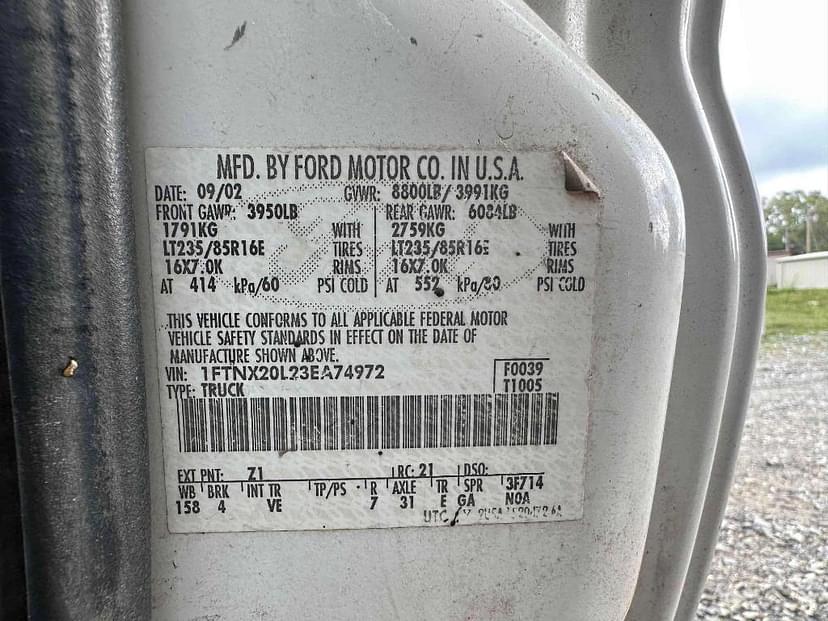 MFD. BY FORD MOTOR CO. IN U.S.A.
DATE: 09/02 GVWR: 8800LB/3991KG
FRONT GAWR: 3950LB REAR GAWR: 6084LB
1791KG WITH 2759KG WITH
LT235/85R16E TIRES LT235/85R16E TIRES
16X7.0K RIMS 16X7.0K RIMS
AT 414 kPa/60 PSI COLD AT 552 kPa/80 PSI COLD
THIS VEHICLE CONFORMS TO ALL APPLICABLE FEDERAL MOTOR
VEHICLE SAFETY STANDARDS IN EFFECT ON THE DATE OF
MANUFACTURE SHOWN ABOVE.
VIN: 1FTNX20L23EA74972 F0039
TYPE: TRUCK T1005
EXT PNT: Z1 RC: 21 DSO:
WB BRK INT TR TP/PS R AXLE TR SPR 3F714
158 4 VE 7 31 E GA NOA
UTC